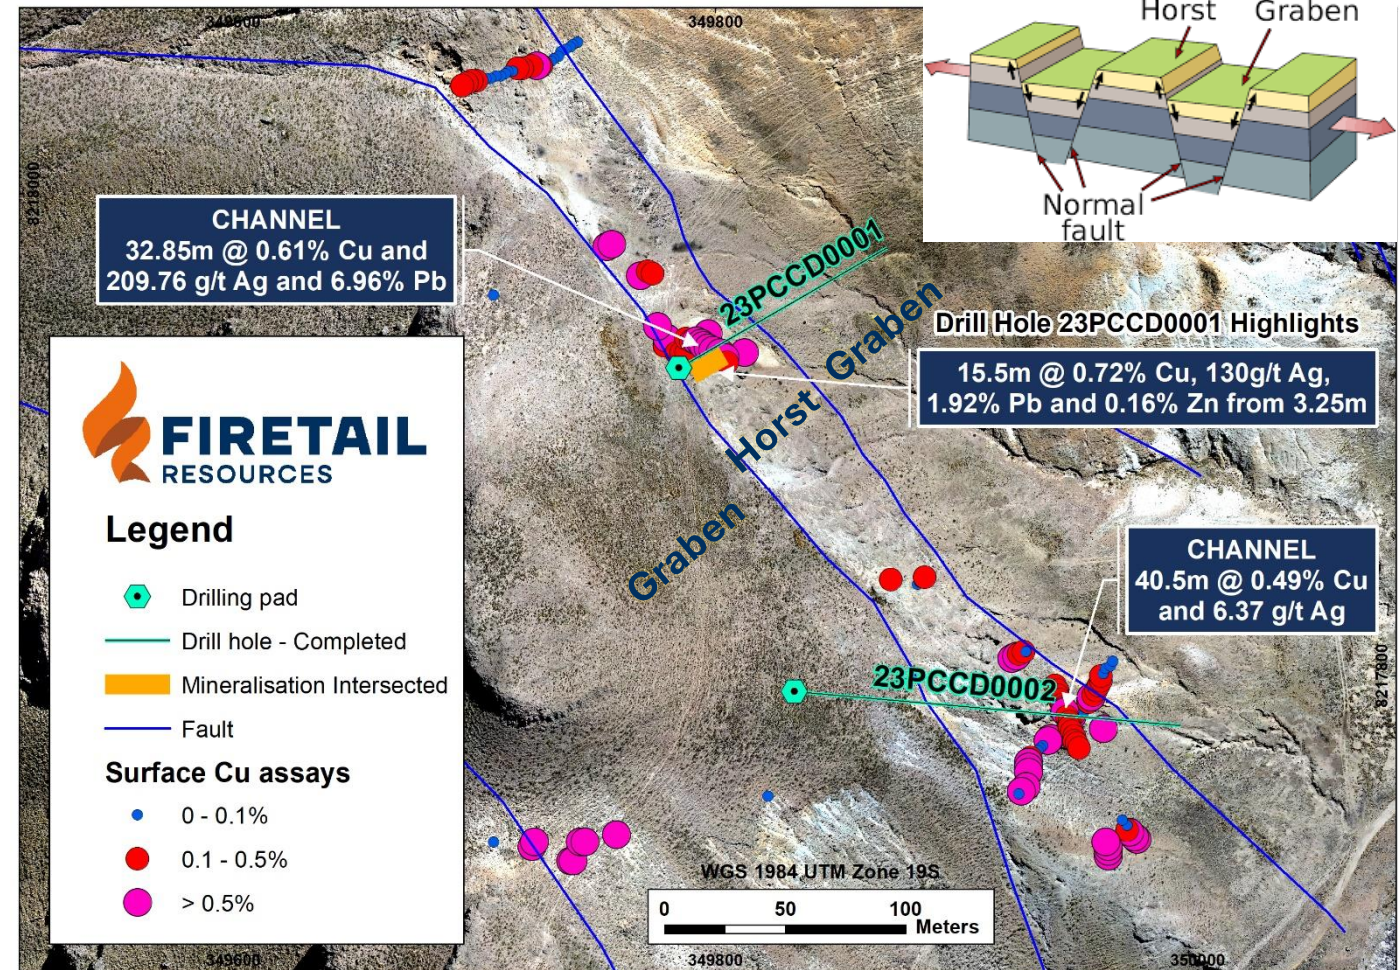 349600
349800
Horst
Graben
Normal
fault
8218000
CHANNEL
32.85m @ 0.61% Cu and
209.76 g/t Ag and 6.96% Pb
23PCCD0001
Drill Hole 23PCCD0001 Highlights
15.5m @ 0.72% Cu, 130g/t Ag,
1.92% Pb and 0.16% Zn from 3.25m
Graben Horst Graben
FIRETAIL
RESOURCES
Legend
Drilling pad
Drill hole - Completed
Mineralisation Intersected
Fault
Surface Cu assays
0 - 0.1%
0.1 - 0.5%
> 0.5%
CHANNEL
40.5m @ 0.49% Cu
and 6.37 g/t Ag
23PCCD0002
8217800
WGS 1984 UTM Zone 19S
0 50 100
Meters
349600
349800
350000